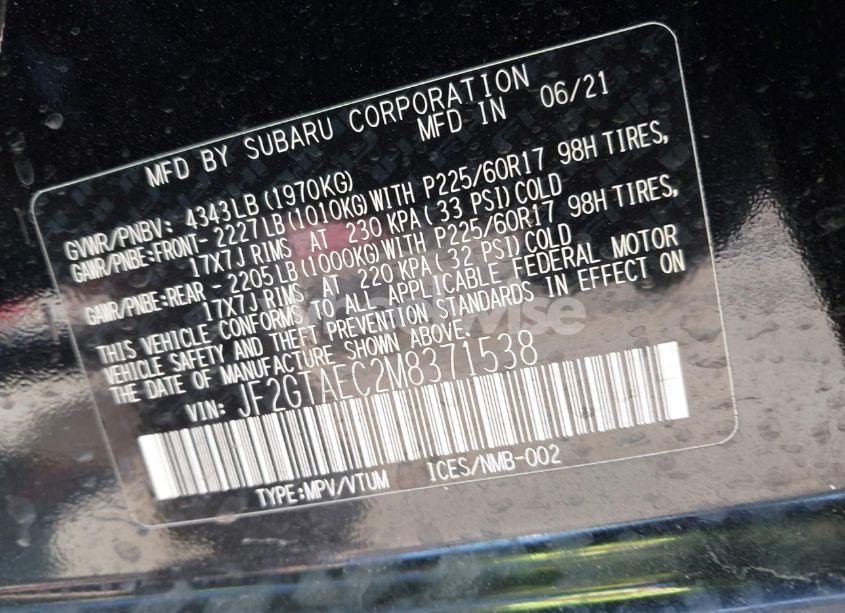 MFD BY SUBARU CORPORATION
MFD IN 06/21
GVWR/PNBV: 4343LB (1970KG)
GAWR/PNBE:FRONT- 2227LB(1010KG)WITH P225/60R17 98H TIRES,
17X7J RIMS AT 230 KPA(33 PSI)COLD
GAWR/PNBE:REAR - 2205LB(1000KG)WITH P225/60R17 98H TIRES,
17X7J RIMS AT 220 KPA(32 PSI)COLD
THIS VEHICLE CONFORMS TO ALL APPLICABLE FEDERAL MOTOR
VEHICLE SAFETY AND THEFT PREVENTION STANDARDS IN EFFECT ON
THE DATE OF MANUFACTURE SHOWN ABOVE.
VIN: JF2GTAEC2M8371538
TYPE:MPV/VTUM ICES/NMB-002